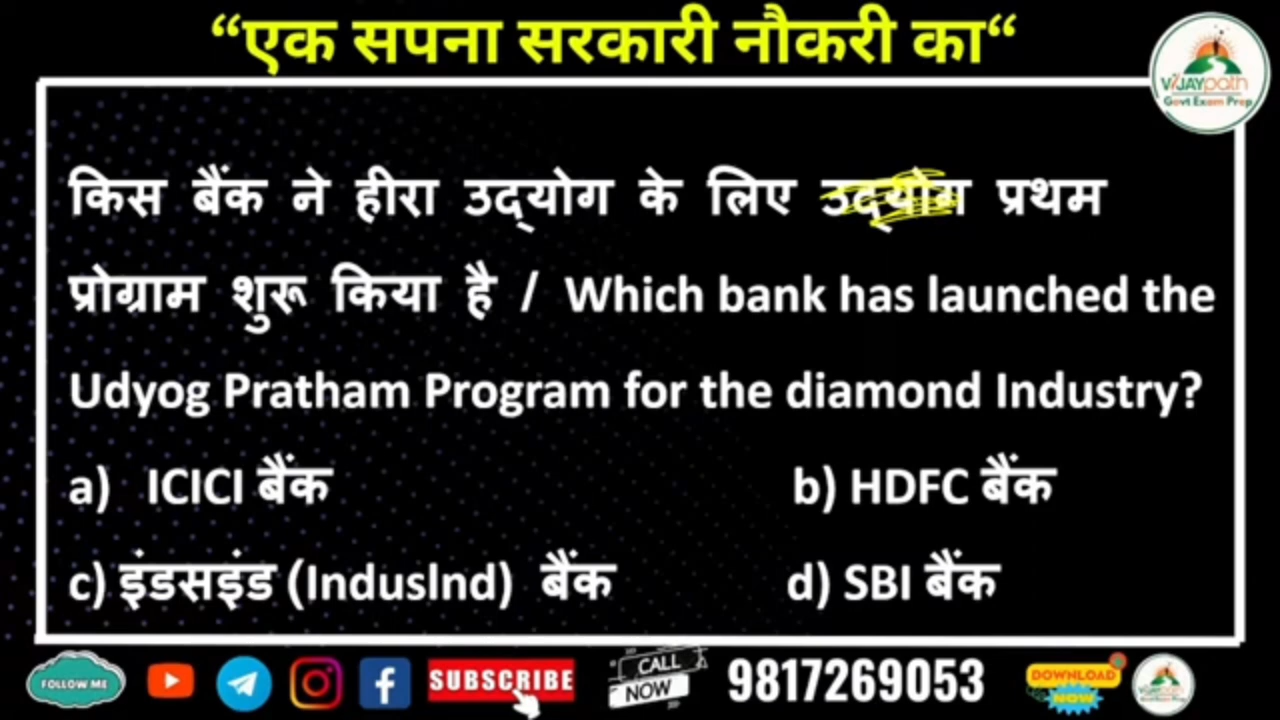 “एक सपना सरकारी नौकरी का“
VIJAYpath
Govt Exam Prep
किस बैंक ने हीरा उद्योग के लिए उद्योग प्रथम
प्रोग्राम शुरू किया है / Which bank has launched the
Udyog Pratham Program for the diamond Industry?
a) ICICI बैंक b) HDFC बैंक
c) इंडसइंड (IndusInd) बैंक d) SBI बैंक
FOLLOW ME SUBSCRIBE CALL NOW 9817269053 DOWNLOAD NOW